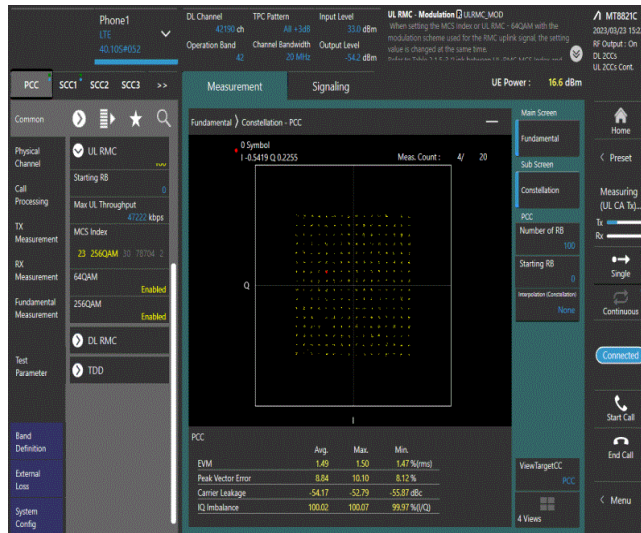 Phone1
LTE
40.105#052
DL Channel
42190 ch
TPC Pattern
All +3dB
Input Level
33.0 dBm
Operation Band
42
Channel Bandwidth
20 MHz
Output Level
-54.2 dBm
UL RMC - Modulation ULRMC_MOD
When setting the MCS Index or UL RMC - 64QAM with the
modulation scheme used for the RMC uplink signal, the setting
value is changed at the same time.
MT8821C
2023/03/23 15:2
RF Output : On
DL 2CCs
UL 2CCs Cont.
PCC
SCC1
SCC2
SCC3
>>
Measurement
Signaling
UE Power : 16.6 dBm
Common
Physical
Channel
Call
Processing
TX
Measurement
RX
Measurement
Fundamental
Measurement
Test
Parameter
Band
Definition
External
Loss
System
Config
UL RMC
Starting RB
0
Max UL Throughput
47222 kbps
MCS Index
23 256QAM 30 78704 2
64QAM
Enabled
256QAM
Enabled
DL RMC
TDD
Fundamental
Constellation - PCC
0 Symbol
I -0.5419 Q 0.2255
Meas. Count : 4/ 20
Q
I
PCC
Avg. Max. Min.
EVM 1.49 1.50 1.47 %(rms)
Peak Vector Error 8.84 10.10 8.12 %
Carrier Leakage -54.17 -52.79 -55.87 dBc
IQ Imbalance 100.02 100.07 99.97 %(I/Q)
Main Screen
Fundamental
Sub Screen
Constellation
PCC
Number of RB
100
Starting RB
0
Interpolation (Constellation)
None
ViewTargetCC
PCC
4 Views
Home
< Preset
Measuring
(UL CA Tx)...
Tx
Rx
Single
Continuous
Connected
Start Call
End Call
< Menu